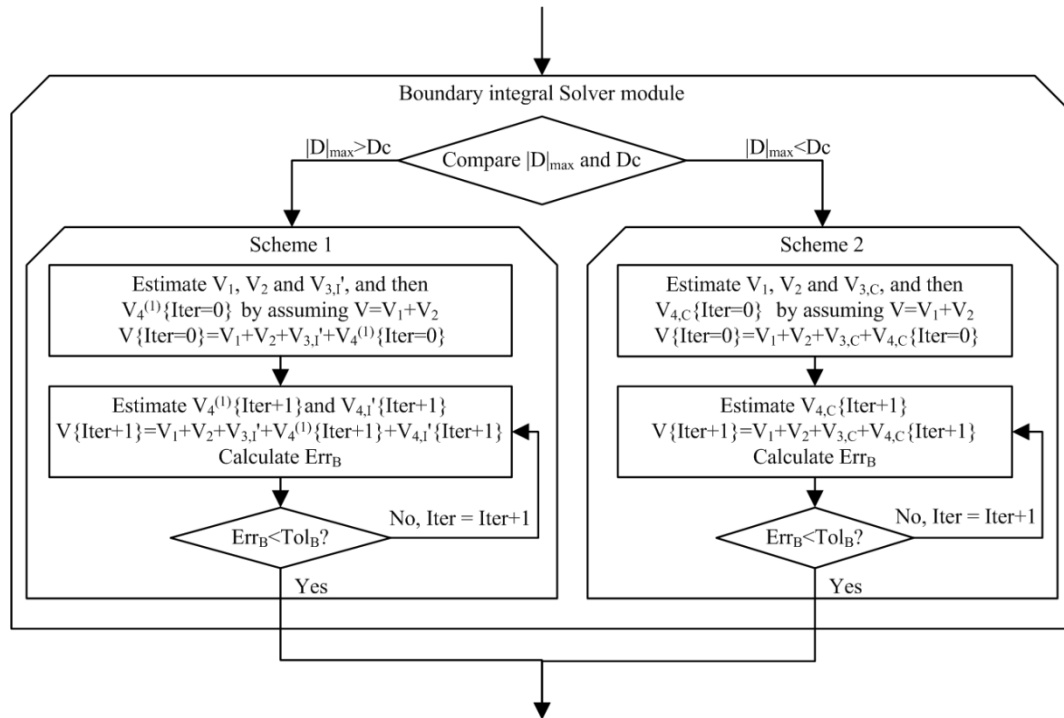 Boundary integral Solver module
|D|max>Dc
Compare |D|max and Dc
|D|max<Dc
Scheme 1
Estimate V₁, V₂ and V₃,I', and then
V₄⁽¹⁾{Iter=0} by assuming V=V₁+V₂
V{Iter=0}=V₁+V₂+V₃,I'+V₄⁽¹⁾{Iter=0}
Estimate V₄⁽¹⁾{Iter+1}and V₄,I'{Iter+1}
V{Iter+1}=V₁+V₂+V₃,I'+V₄⁽¹⁾{Iter+1}+V₄,I'{Iter+1}
Calculate ErrB
No, Iter = Iter+1
ErrB<TolB?
Yes
Scheme 2
Estimate V₁, V₂ and V₃,C, and then
V₄,C{Iter=0} by assuming V=V₁+V₂
V{Iter=0}=V₁+V₂+V₃,C+V₄,C{Iter=0}
Estimate V₄,C{Iter+1}
V{Iter+1}=V₁+V₂+V₃,C+V₄,C{Iter+1}
Calculate ErrB
No, Iter = Iter+1
ErrB<TolB?
Yes